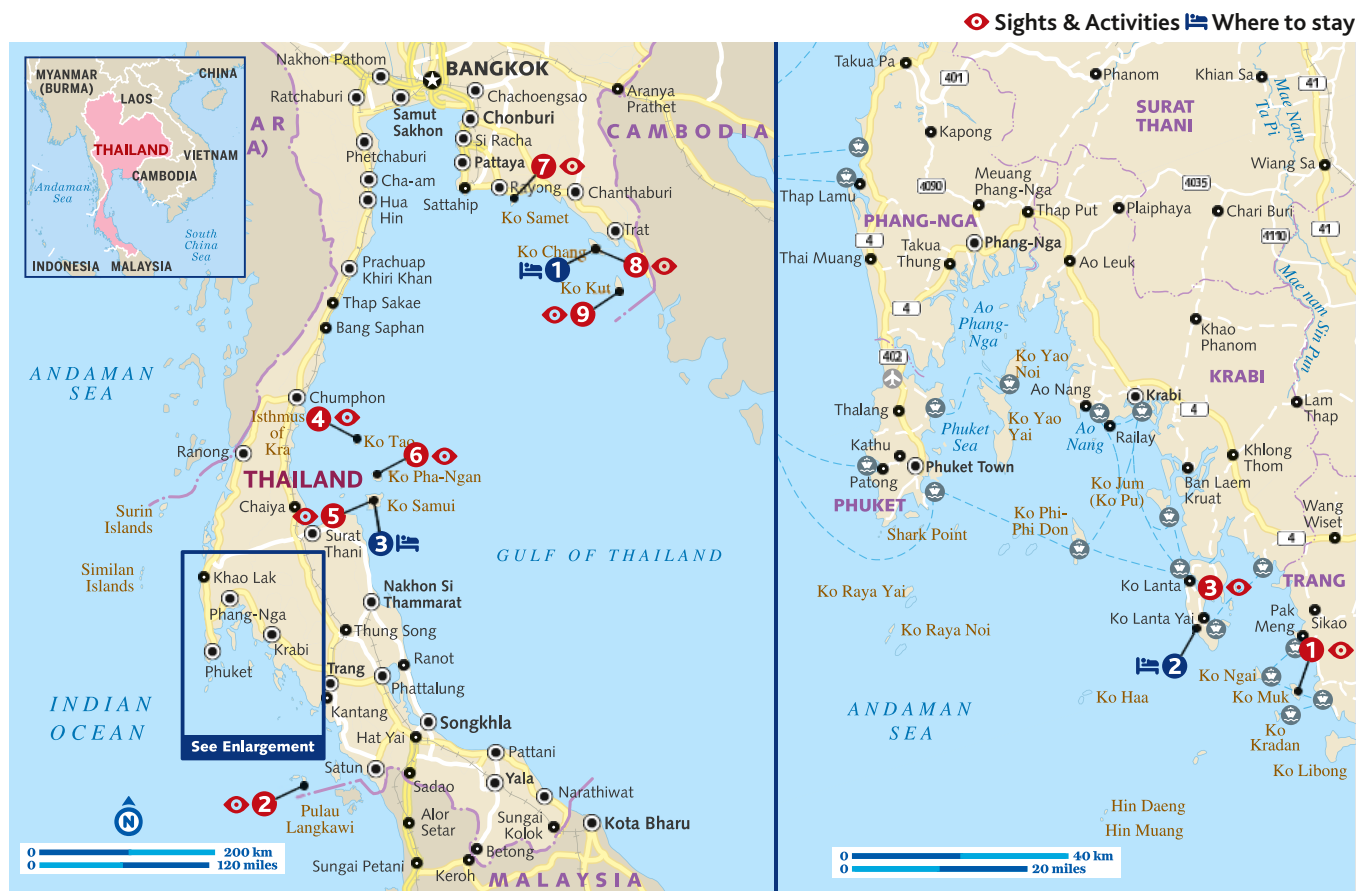 Sights & Activities Where to stay
MYANMAR
(BURMA)
CHINA
LAOS
THAILAND
VIETNAM
CAMBODIA
Andaman
Sea
South
China
Sea
INDONESIA
MALAYSIA
AR
A)
Nakhon Pathom
BANGKOK
Ratchaburi
Samut
Sakhon
Chachoengsao
Aranya
Prathet
Chonburi
CAMBODIA
Si Racha
Phetchaburi
Pattaya
7
Cha-am
Rayong
Chanthaburi
Hua
Hin
Sattahip
Ko Samet
Trat
Ko Chang
1
8
Prachuap
Khiri Khan
Ko Kut
9
Thap Sakae
Bang Saphan
ANDAMAN
SEA
Chumphon
Isthmus
of
Kra
4
Ko Tao
6
Ranong
THAILAND
Ko Pha-Ngan
Chaiya
5
Ko Samui
Surin
Islands
Surat
Thani
3
GULF OF THAILAND
Similan
Islands
Khao Lak
Nakhon Si
Thammarat
Phang-Nga
Thung Song
Krabi
Ranot
Phuket
Trang
Phattalung
INDIAN
OCEAN
Kantang
Songkhla
See Enlargement
Hat Yai
Pattani
Satun
Sadao
Yala
2
Pulau
Langkawi
Narathiwat
Alor
Setar
Sungai
Kolok
Kota Bharu
N
Betong
Sungai Petani
Keroh
MALAYSIA
0 200 km
0 120 miles
Takua Pa
401
Phanom
Khian Sa
41
SURAT
THANI
Mae Nam
Ta Pi
Kapong
Wiang Sa
Thap Lamu
4090
Meuang
Phang-Nga
4035
PHANG-NGA
Thap Put
Plaiphaya
Chari Buri
4
Takua
Thung
Phang-Nga
4110
41
Thai Muang
Ao Leuk
Mae nam Sin Pun
4
Ao
Phang-
Nga
Khao
Phanom
402
Ko Yao
Noi
KRABI
Ao Nang
Krabi
4
Lam
Thap
Thalang
Phuket
Sea
Ko Yao
Yai
Ao
Nang
Railay
Kathu
Patong
Phuket Town
Khlong
Thom
Ko Jum
(Ko Pu)
Ban Laem
Kruat
PHUKET
Shark Point
Ko Phi-
Phi Don
Wang
Wiset
4
Ko Lanta
3
TRANG
Ko Raya Yai
Ko Lanta Yai
Pak
Meng
Sikao
Ko Raya Noi
1
2
Ko Ngai
Ko Haa
Ko Muk
ANDAMAN
SEA
Ko
Kradan
Ko Libong
Hin Daeng
Hin Muang
0 40 km
0 20 miles